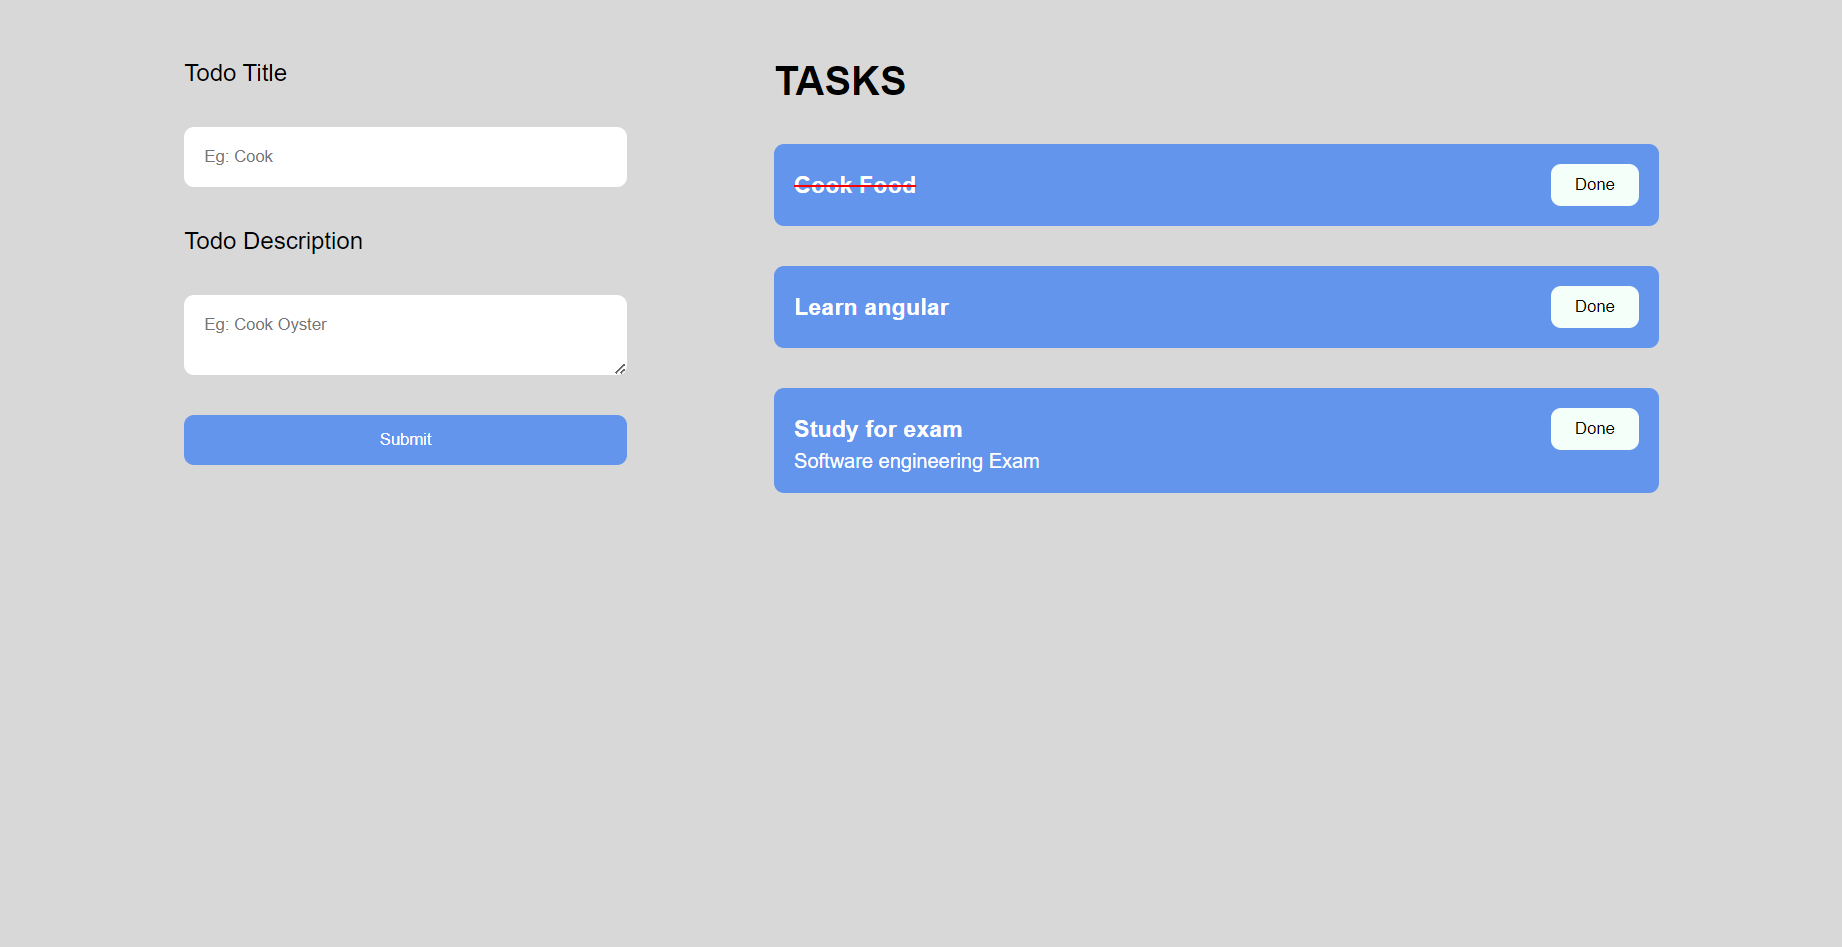 Todo Title
Eg: Cook
Todo Description
Eg: Cook Oyster
Submit
TASKS
Cook Food
Done
Learn angular
Done
Study for exam
Done
Software engineering Exam